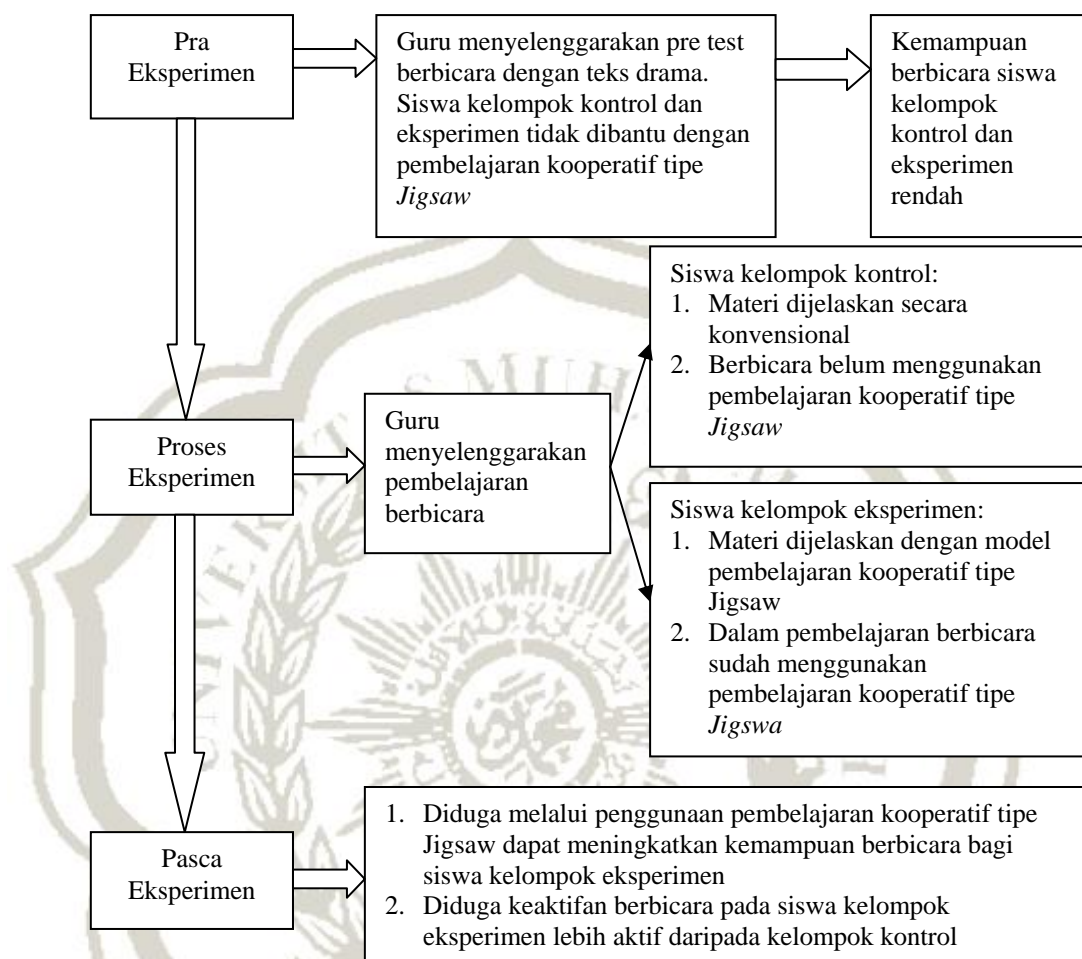 Pra
Eksperimen
Guru menyelenggarakan pre test
berbicara dengan teks drama.
Siswa kelompok kontrol dan
eksperimen tidak dibantu dengan
pembelajaran kooperatif tipe
Jigsaw
Kemampuan
berbicara siswa
kelompok
kontrol dan
eksperimen
rendah
Siswa kelompok kontrol:
1. Materi dijelaskan secara
konvensional
2. Berbicara belum menggunakan
pembelajaran kooperatif tipe
Jigsaw
Proses
Eksperimen
Guru
menyelenggarakan
pembelajaran
berbicara
Siswa kelompok eksperimen:
1. Materi dijelaskan dengan model
pembelajaran kooperatif tipe
Jigsaw
2. Dalam pembelajaran berbicara
sudah menggunakan
pembelajaran kooperatif tipe
Jigswa
Pasca
Eksperimen
1. Diduga melalui penggunaan pembelajaran kooperatif tipe
Jigsaw dapat meningkatkan kemampuan berbicara bagi
siswa kelompok eksperimen
2. Diduga keaktifan berbicara pada siswa kelompok
eksperimen lebih aktif daripada kelompok kontrol